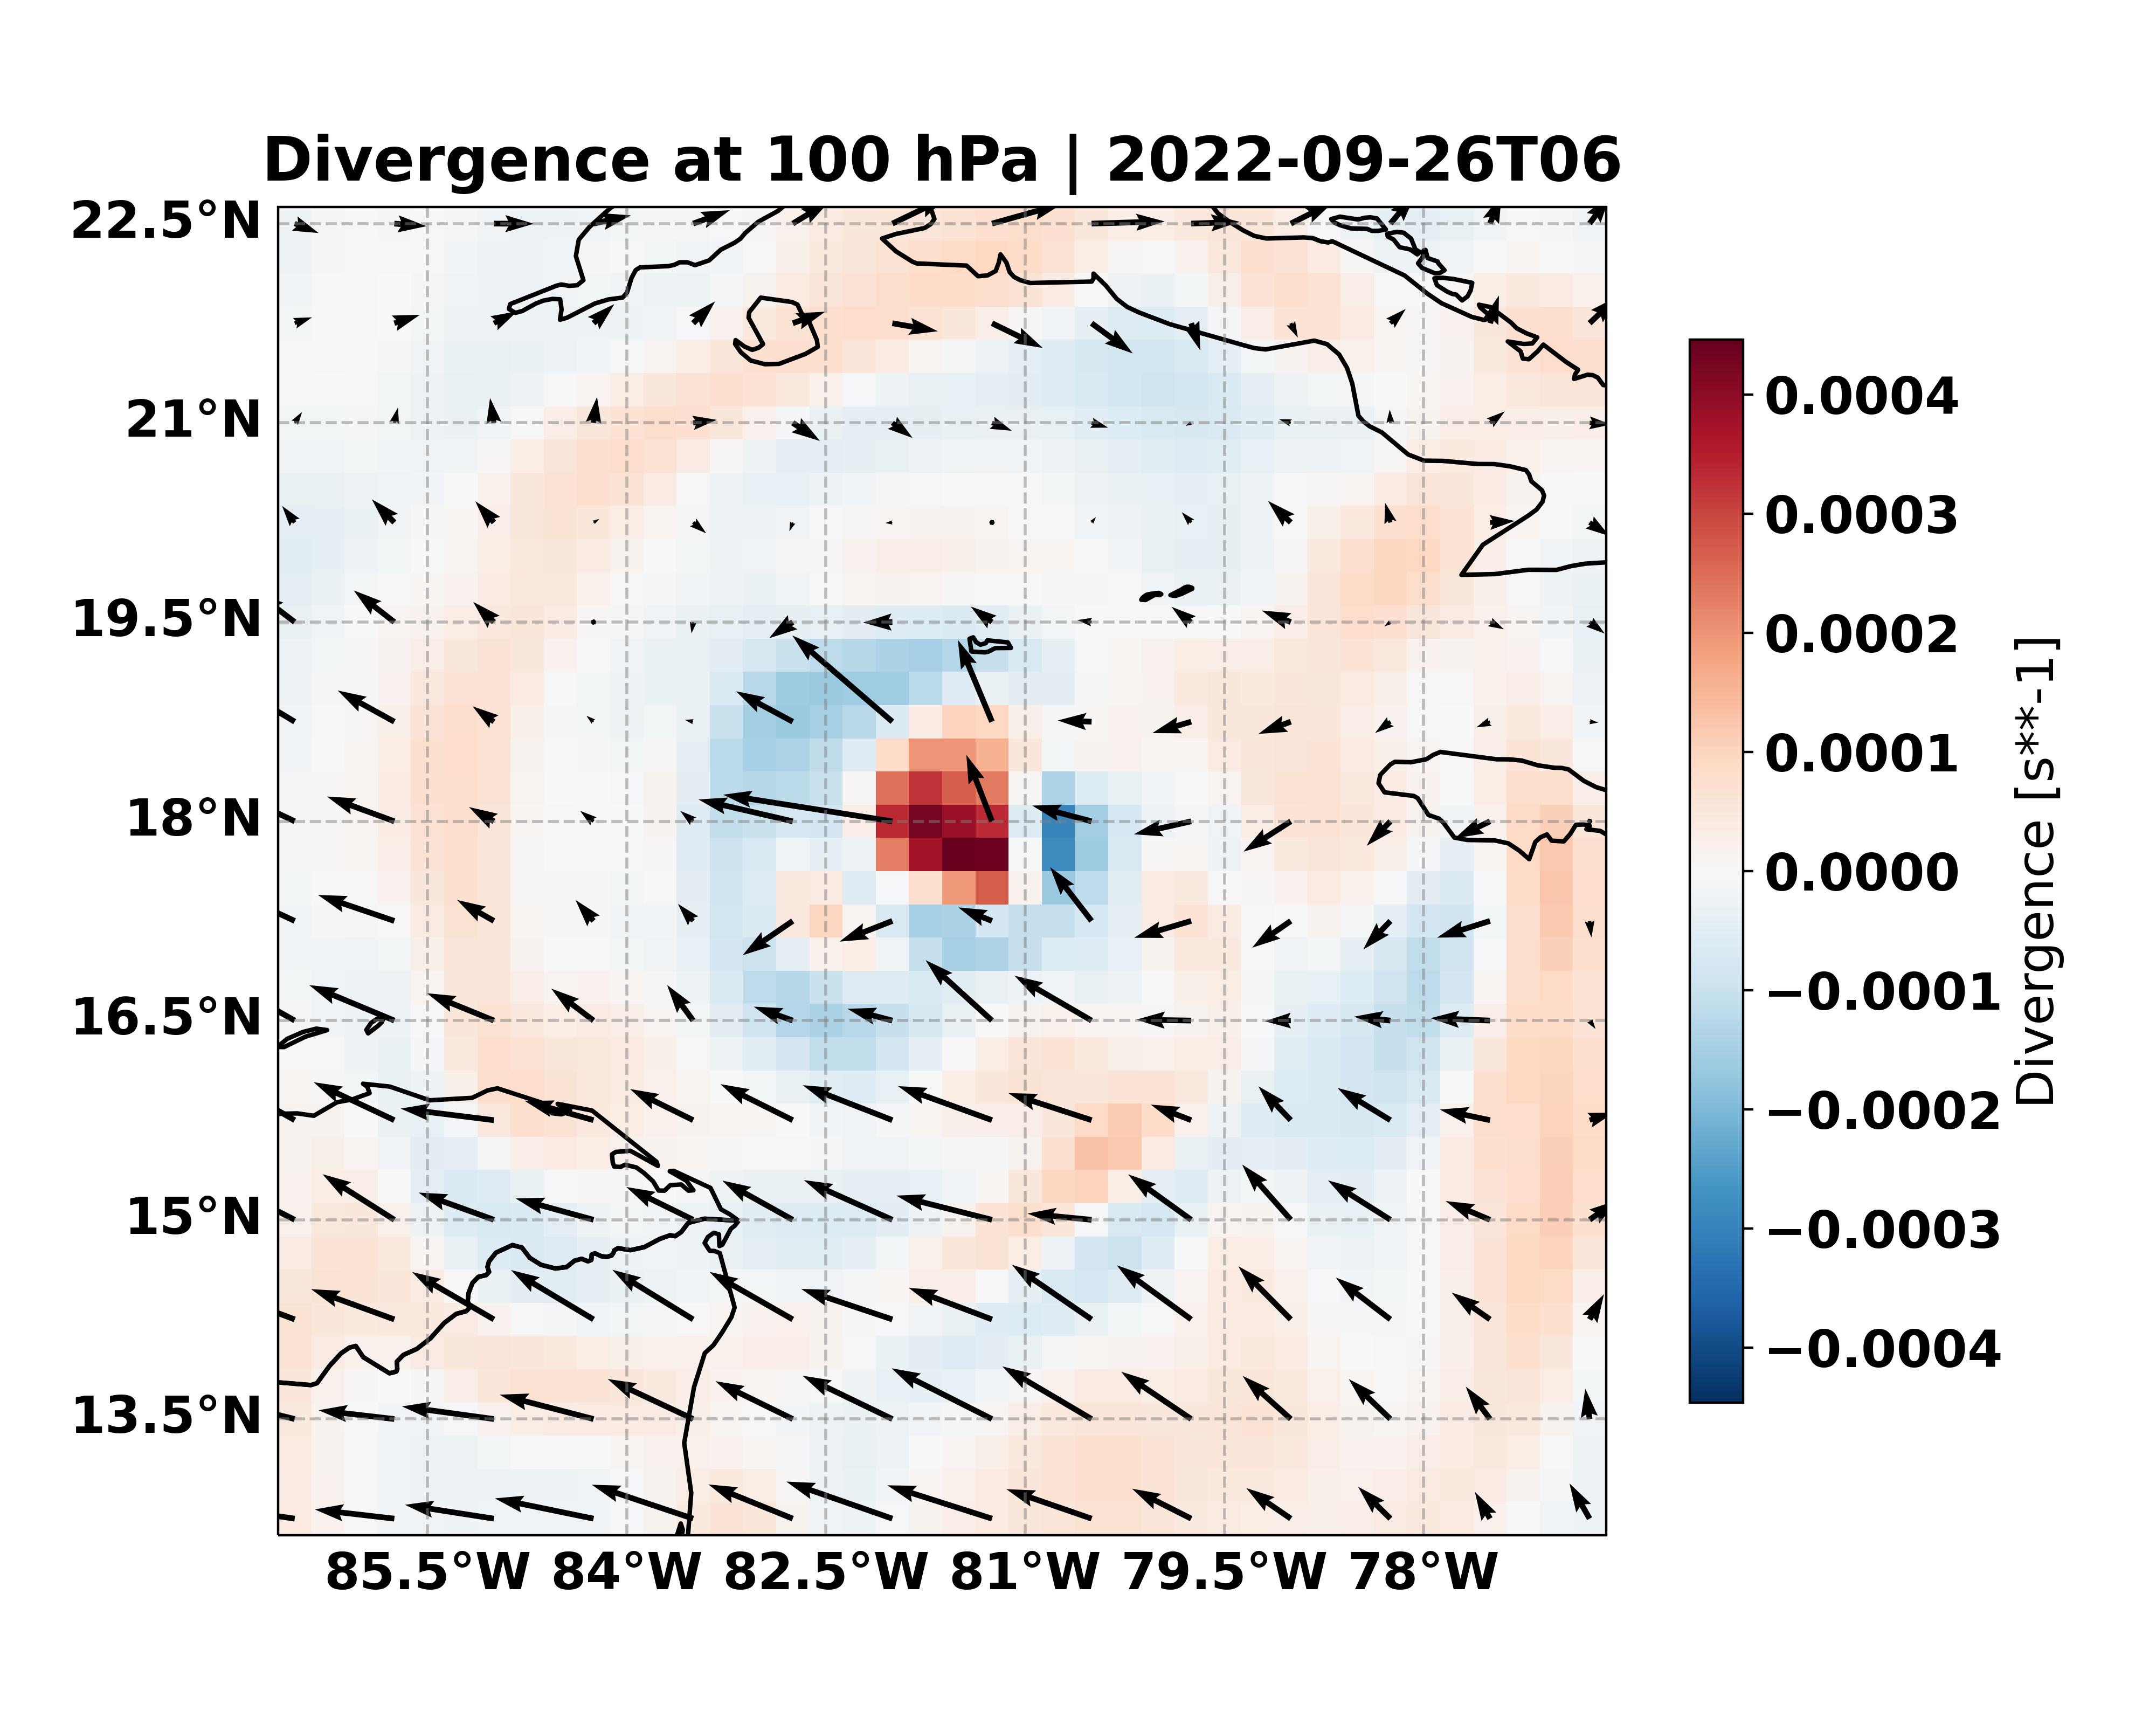 Divergence at 100 hPa | 2022-09-26T06
22.5°N
21°N
19.5°N
18°N
16.5°N
15°N
13.5°N
85.5°W 84°W 82.5°W 81°W 79.5°W 78°W
0.0004
0.0003
0.0002
0.0001
0.0000
−0.0001
−0.0002
−0.0003
−0.0004
Divergence [s**-1]